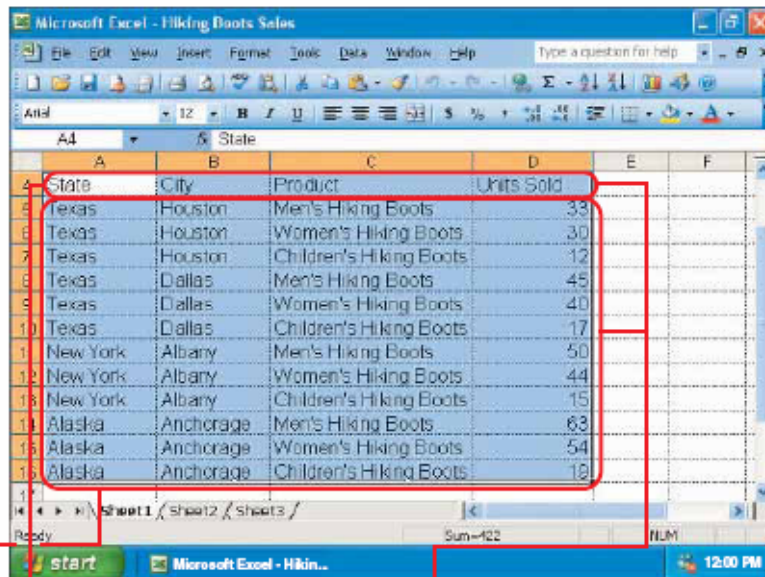 Microsoft Excel - Hiking Boots Sales
File Edit View Insert Format Tools Data Window Help Type a question for help
Arial 12 B I U $ % ,
A4 fx State
A B C D E F
4 State City Product Units Sold
5 Texas Houston Men's Hiking Boots 33
6 Texas Houston Women's Hiking Boots 30
7 Texas Houston Children's Hiking Boots 12
8 Texas Dallas Men's Hiking Boots 45
9 Texas Dallas Women's Hiking Boots 40
10 Texas Dallas Children's Hiking Boots 17
11 New York Albany Men's Hiking Boots 50
12 New York Albany Women's Hiking Boots 44
13 New York Albany Children's Hiking Boots 15
14 Alaska Anchorage Men's Hiking Boots 63
15 Alaska Anchorage Women's Hiking Boots 54
16 Alaska Anchorage Children's Hiking Boots 19
17
Sheet1 / Sheet2 / Sheet3 /
Ready Sum=422 NUM
start Microsoft Excel - Hikin... 12:00 PM